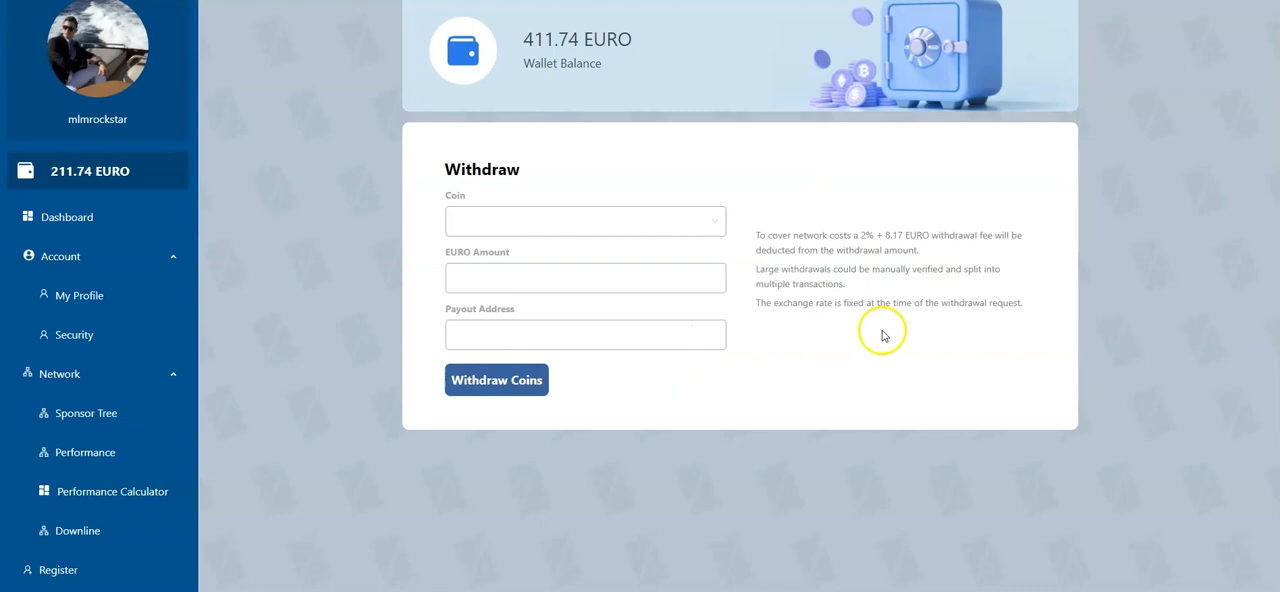 mlmrockstar
211.74 EURO
Dashboard
Account
My Profile
Security
Network
Sponsor Tree
Performance
Performance Calculator
Downline
Register
411.74 EURO
Wallet Balance
Withdraw
Coin
EURO Amount
Payout Address
Withdraw Coins
To cover network costs a 2% + 8.17 EURO withdrawal fee will be
deducted from the withdrawal amount.
Large withdrawals could be manually verified and split into
multiple transactions.
The exchange rate is fixed at the time of the withdrawal request.